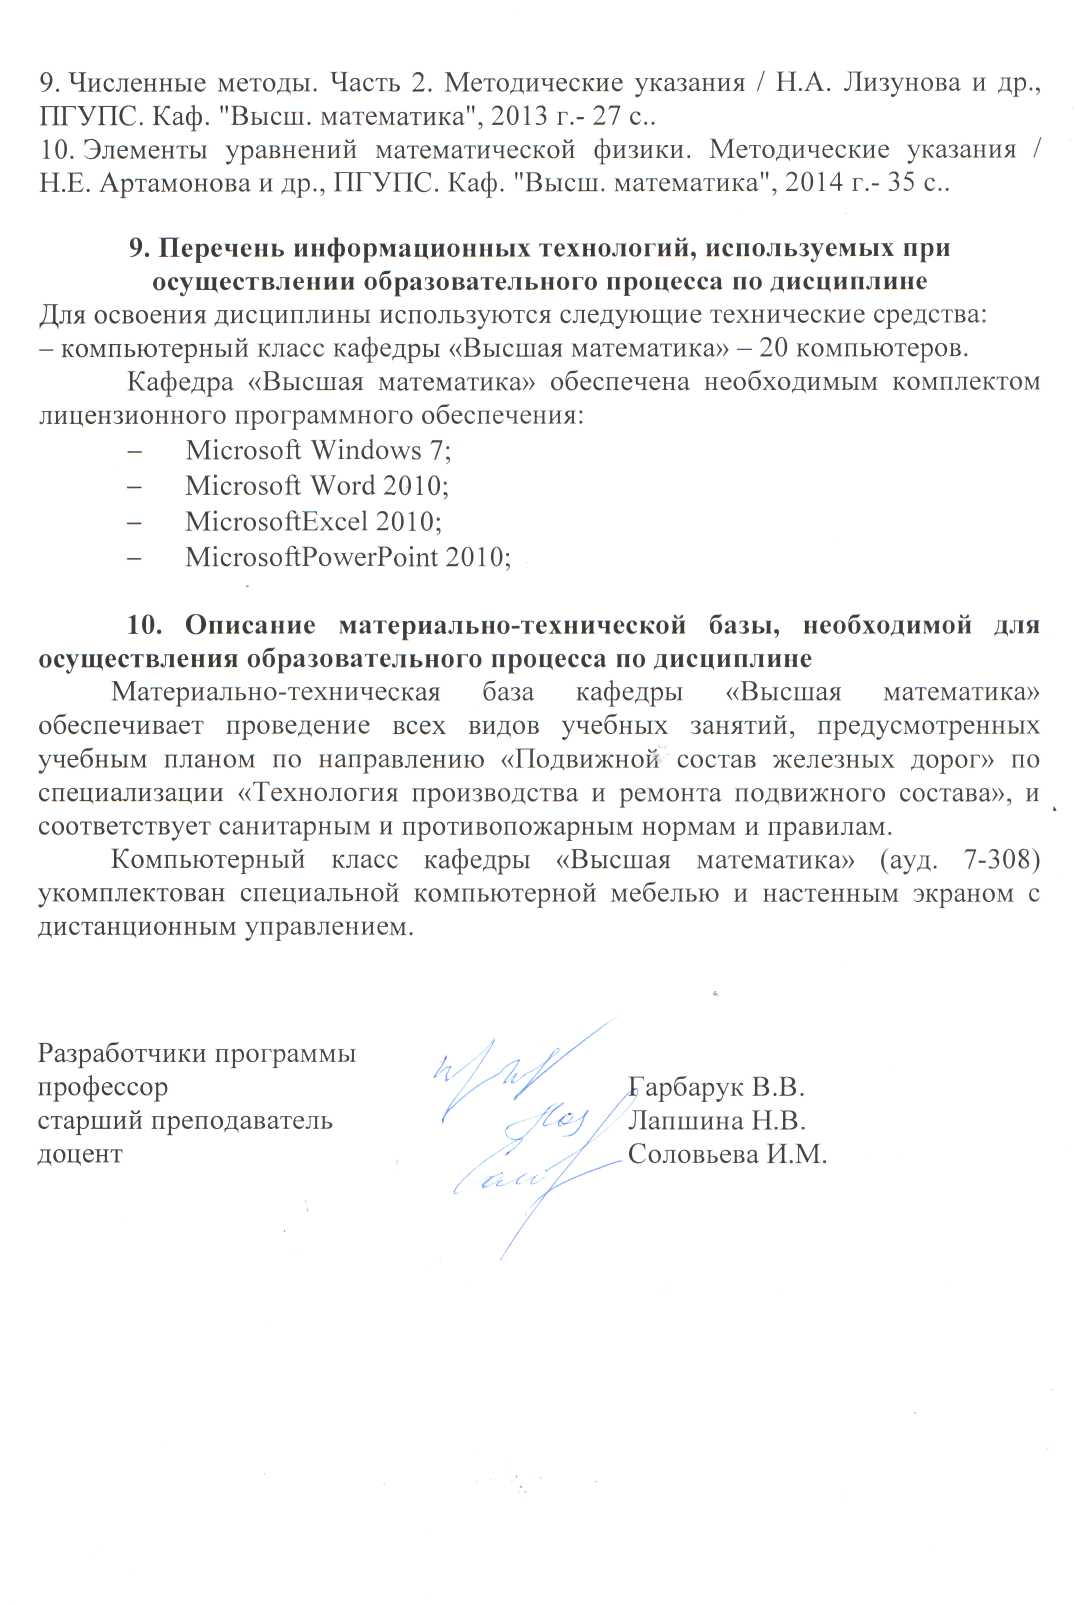 9. Численные методы. Часть 2. Методические указания / Н.А. Лизунова и др.,
ПГУПС. Каф. "Высш. математика", 2013 г.- 27 с..
10. Элементы уравнений математической физики. Методические указания /
Н.Е. Артамонова и др., ПГУПС. Каф. "Высш. математика", 2014 г.- 35 с..
9. Перечень информационных технологий, используемых при
осуществлении образовательного процесса по дисциплине
Для освоения дисциплины используются следующие технические средства:
– компьютерный класс кафедры «Высшая математика» – 20 компьютеров.
Кафедра «Высшая математика» обеспечена необходимым комплектом
лицензионного программного обеспечения:
– Microsoft Windows 7;
– Microsoft Word 2010;
– MicrosoftExcel 2010;
– MicrosoftPowerPoint 2010;
10. Описание материально-технической базы, необходимой для
осуществления образовательного процесса по дисциплине
Материально-техническая база кафедры «Высшая математика»
обеспечивает проведение всех видов учебных занятий, предусмотренных
учебным планом по направлению «Подвижной состав железных дорог» по
специализации «Технология производства и ремонта подвижного состава», и
соответствует санитарным и противопожарным нормам и правилам.
Компьютерный класс кафедры «Высшая математика» (ауд. 7-308)
укомплектован специальной компьютерной мебелью и настенным экраном с
дистанционным управлением.
Разработчики программы
профессор Гарбарук В.В.
старший преподаватель Лапшина Н.В.
доцент Соловьева И.М.